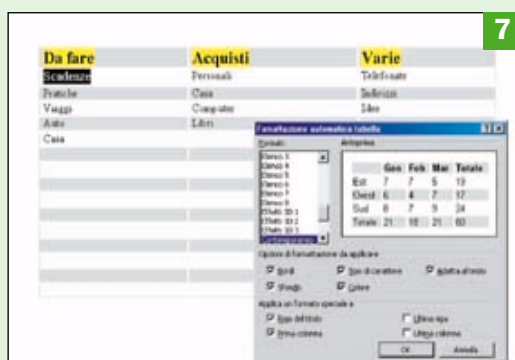 7
Da fare Acquisti Varie
Scadenze Personali Telefonate
Pratiche Casa Indirizzi
Viaggi Computer Idee
Auto Libri
Casa
Formattazione automatica tabella
Formati: Anteprima
Elenco 3
Elenco 4
Elenco 5
Elenco 6
Elenco 7
Elenco 8
Effetti 3D 1
Effetti 3D 2
Effetti 3D 3
Contemporaneo
Gen Feb Mar Totale
Est 7 7 5 19
Ovest 6 4 7 17
Sud 8 7 9 24
Totale 21 18 21 60
Opzioni di formattazione da applicare
Bordi Tipo di carattere Adatta al testo
Sfondo Colore
Applica un formato speciale a
Riga del titolo Ultima riga
Prima colonna Ultima colonna
OK Annulla